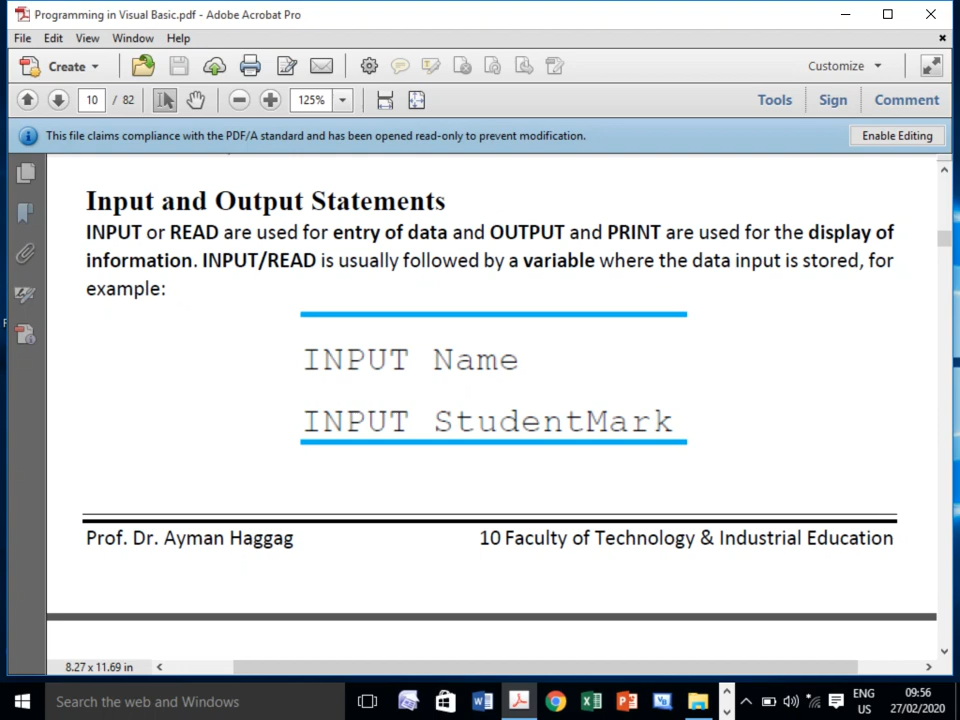 Programming in Visual Basic.pdf - Adobe Acrobat Pro
File Edit View Window Help
Create Customize
10 / 82 125% Tools Sign Comment
This file claims compliance with the PDF/A standard and has been opened read-only to prevent modification. Enable Editing
Input and Output Statements
INPUT or READ are used for entry of data and OUTPUT and PRINT are used for the display of
information. INPUT/READ is usually followed by a variable where the data input is stored, for
example:
INPUT Name
INPUT StudentMark
Prof. Dr. Ayman Haggag 10 Faculty of Technology & Industrial Education
8.27 x 11.69 in
Search the web and Windows
ENG 09:56
US 27/02/2020